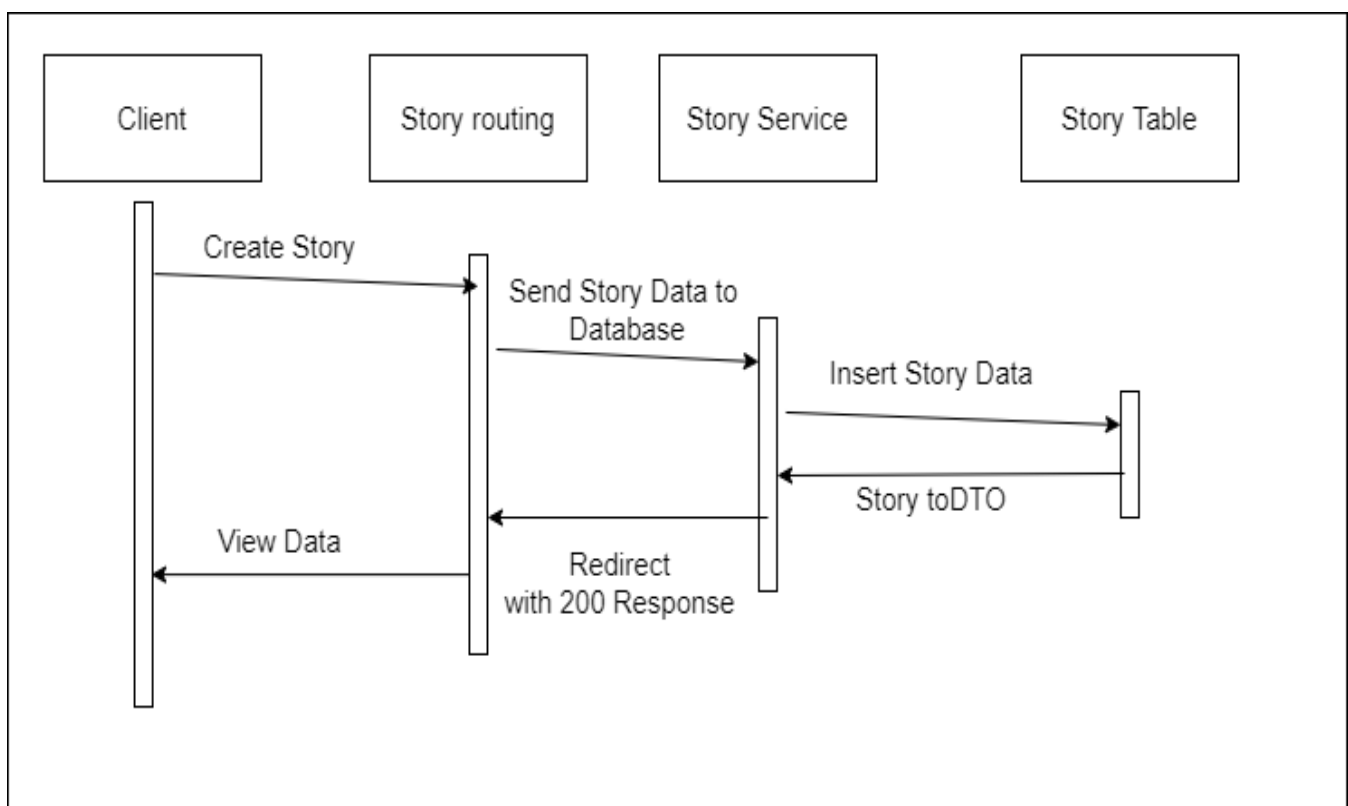 Client
Story routing
Story Service
Story Table
Create Story
Send Story Data to
Database
Insert Story Data
Story toDTO
View Data
Redirect
with 200 Response